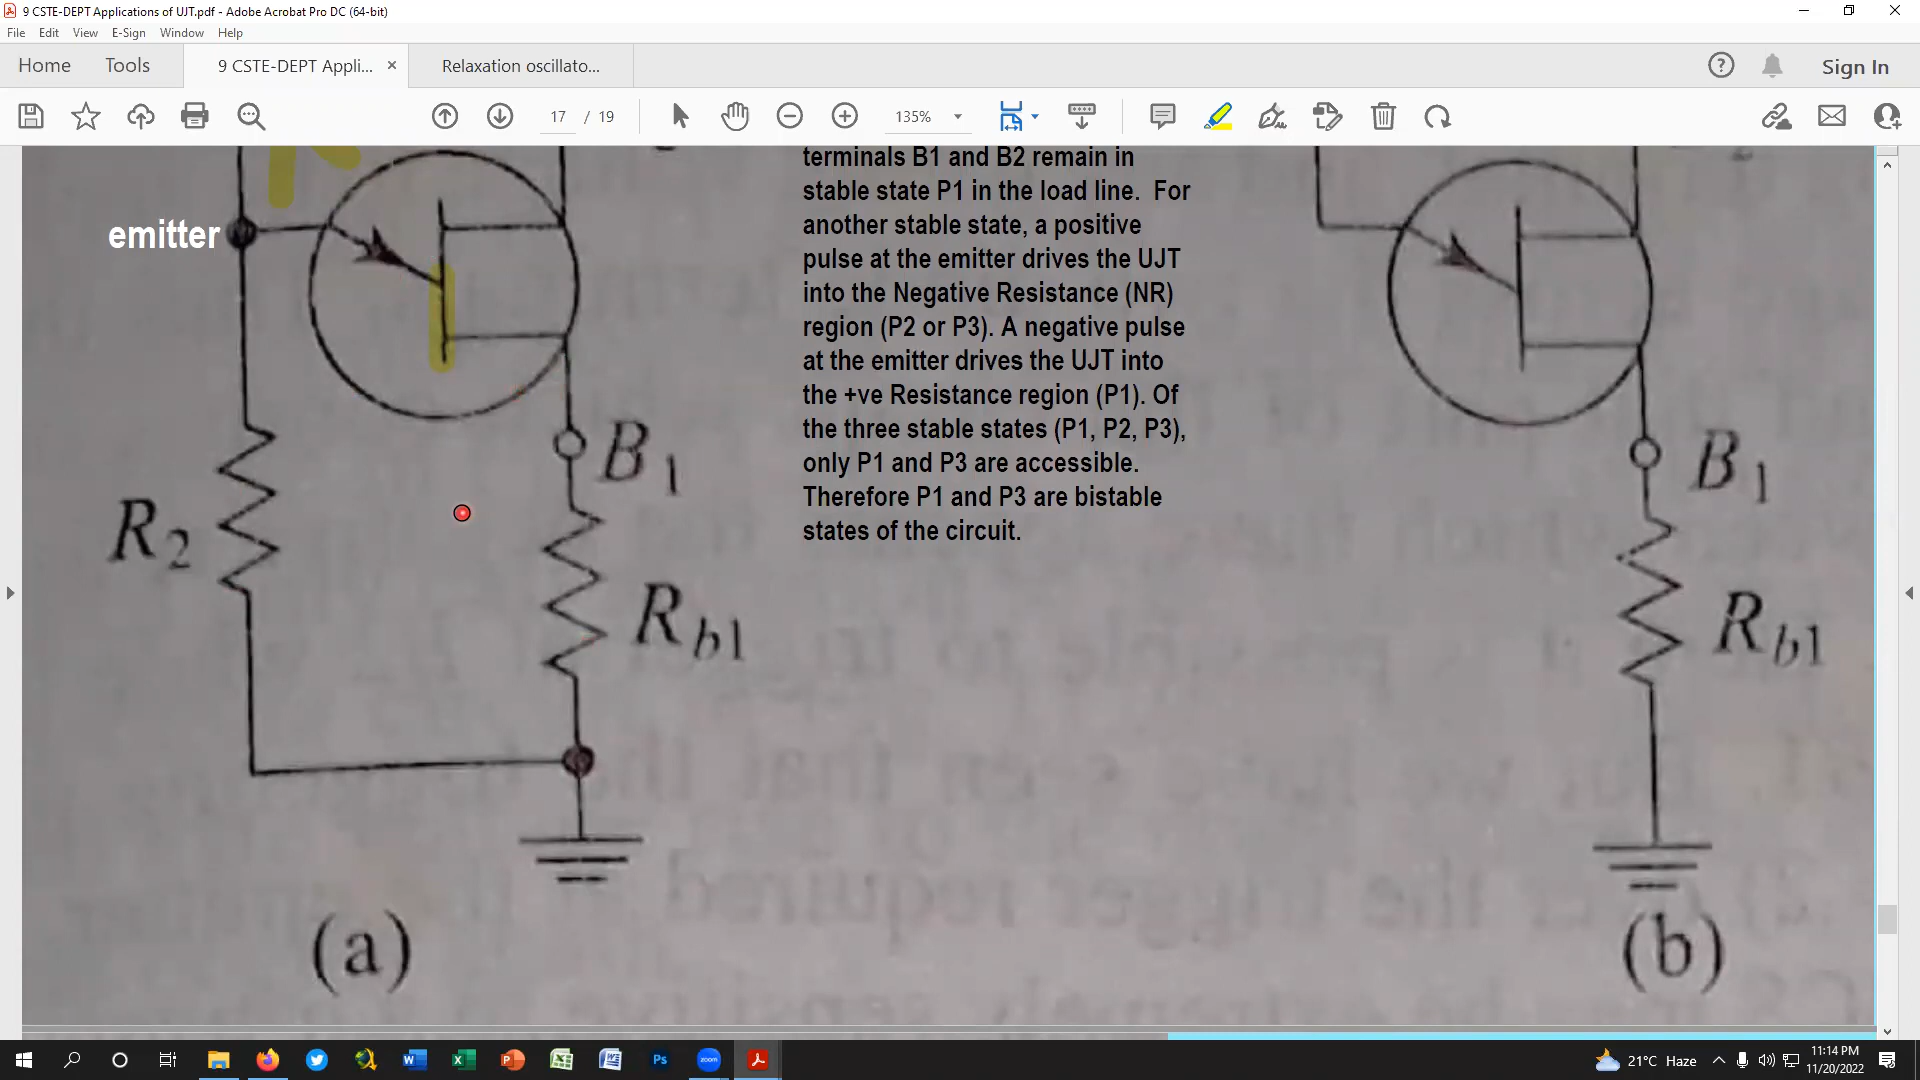 9 CSTE-DEPT Applications of UJT.pdf - Adobe Acrobat Pro DC (64-bit)
File Edit View E-Sign Window Help
Home Tools 9 CSTE-DEPT Appli... × Relaxation oscillato... Sign In
17 / 19 135%
terminals B1 and B2 remain in
stable state P1 in the load line. For
another stable state, a positive
pulse at the emitter drives the UJT
into the Negative Resistance (NR)
region (P2 or P3). A negative pulse
at the emitter drives the UJT into
the +ve Resistance region (P1). Of
the three stable states (P1, P2, P3),
only P1 and P3 are accessible.
Therefore P1 and P3 are bistable
states of the circuit.
emitter
B1
R2
Rb1
(a)
B1
Rb1
(b)
21°C Haze
11:14 PM
11/20/2022